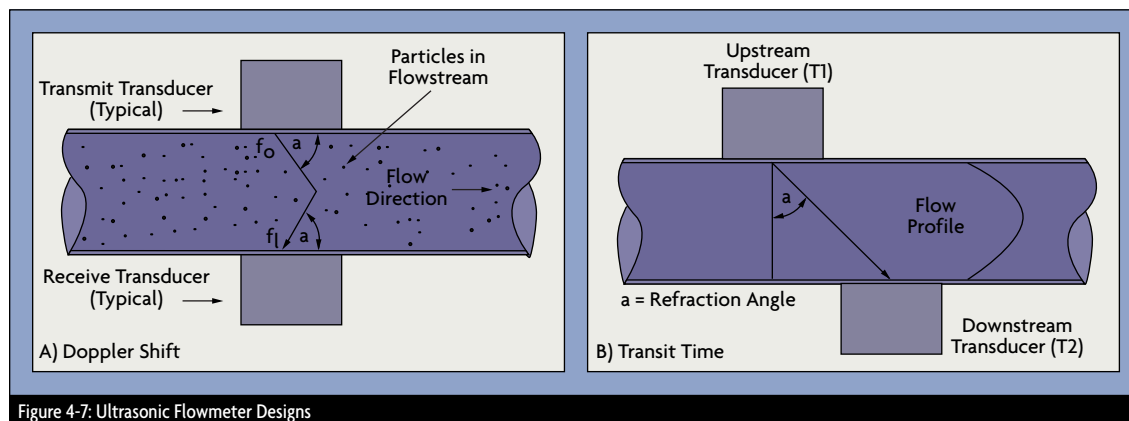 Transmit Transducer
(Typical)
Particles in
Flowstream
fo
a
Flow
Direction
fl
a
Receive Transducer
(Typical)
A) Doppler Shift
Upstream
Transducer (T1)
a
Flow
Profile
a = Refraction Angle
Downstream
Transducer (T2)
B) Transit Time
Figure 4-7: Ultrasonic Flowmeter Designs